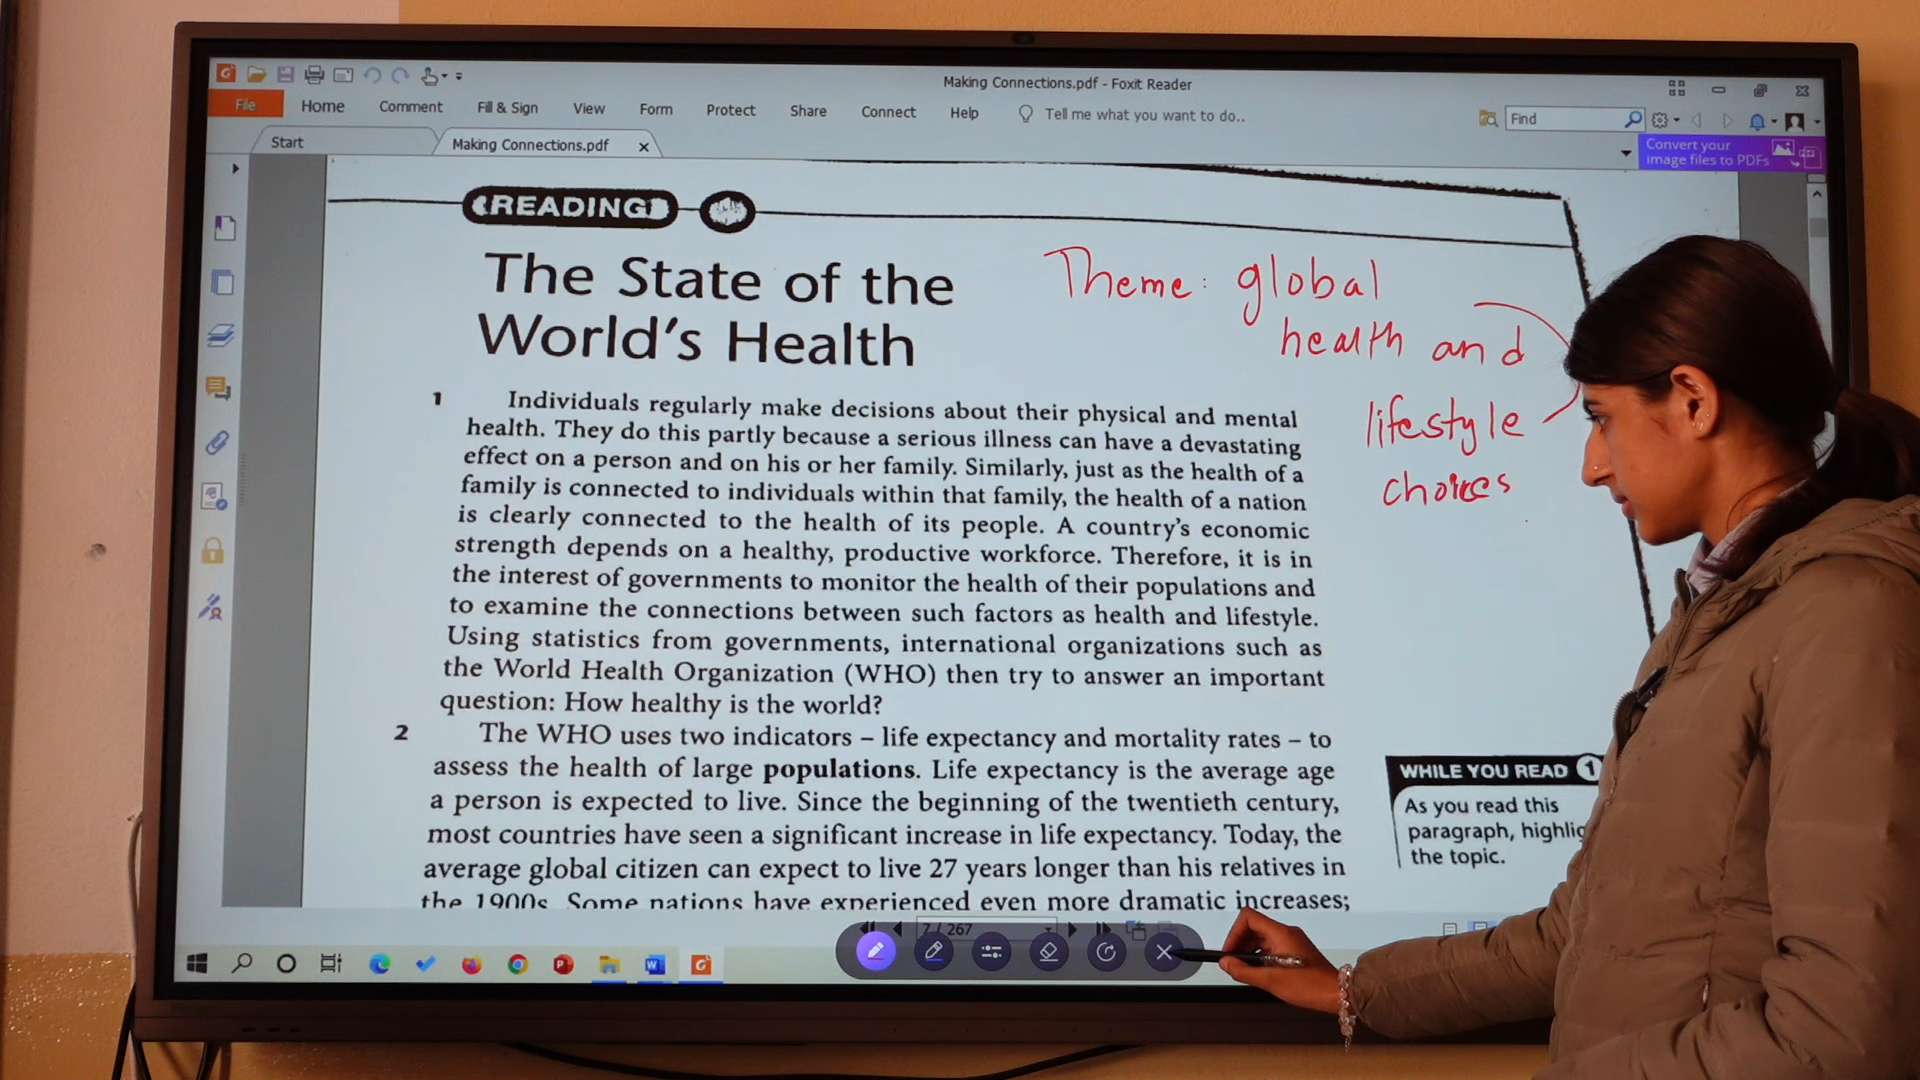 Making Connections.pdf - Foxit Reader
File Home Comment Fill & Sign View Form Protect Share Connect Help Tell me what you want to do.. Find
Start Making Connections.pdf
Convert your
image files to PDFs
READING
The State of the
World's Health
Theme: global
health and
lifestyle
choices
1 Individuals regularly make decisions about their physical and mental
health. They do this partly because a serious illness can have a devastating
effect on a person and on his or her family. Similarly, just as the health of a
family is connected to individuals within that family, the health of a nation
is clearly connected to the health of its people. A country's economic
strength depends on a healthy, productive workforce. Therefore, it is in
the interest of governments to monitor the health of their populations and
to examine the connections between such factors as health and lifestyle.
Using statistics from governments, international organizations such as
the World Health Organization (WHO) then try to answer an important
question: How healthy is the world?
2 The WHO uses two indicators – life expectancy and mortality rates – to
assess the health of large populations. Life expectancy is the average age
a person is expected to live. Since the beginning of the twentieth century,
most countries have seen a significant increase in life expectancy. Today, the
average global citizen can expect to live 27 years longer than his relatives in
the 1900s. Some nations have experienced even more dramatic increases;
WHILE YOU READ 1
As you read this
paragraph, highlig
the topic.
7 / 267